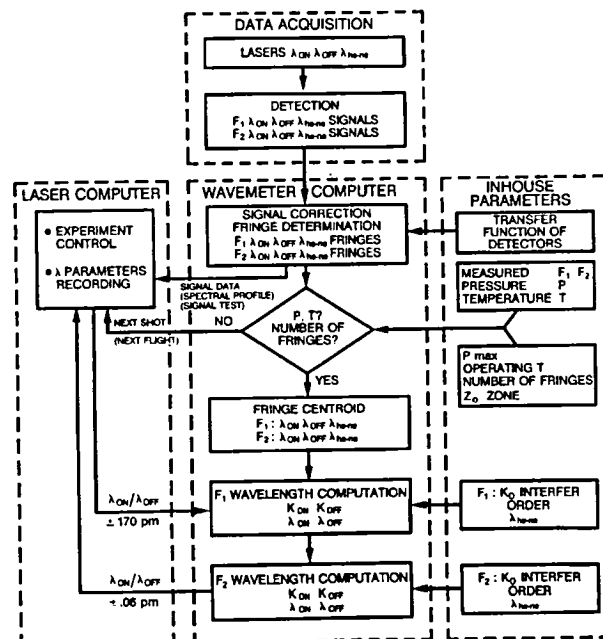 DATA ACQUISITION
LASERS λON λOFF λhe-ne
DETECTION
F1 λON λOFF λhe-ne SIGNALS
F2 λON λOFF λhe-ne SIGNALS
LASER COMPUTER
• EXPERIMENT
CONTROL
• λ PARAMETERS
RECORDING
WAVEMETER COMPUTER
SIGNAL CORRECTION
FRINGE DETERMINATION
F1 λON λOFF λhe-ne FRINGES
F2 λON λOFF λhe-ne FRINGES
INHOUSE
PARAMETERS
TRANSFER
FUNCTION OF
DETECTORS
MEASURED F1 F2
PRESSURE P
TEMPERATURE T
SIGNAL DATA
(SPECTRAL PROFILE)
(SIGNAL TEST)
NEXT SHOT
(NEXT FLIGHT)
NO
P, T?
NUMBER OF
FRINGES?
YES
P max
OPERATING T
NUMBER OF FRINGES
Z0 ZONE
FRINGE CENTROID
F1 : λON λOFF λhe-ne
F2 : λON λOFF λhe-ne
λON/λOFF
±170 pm
F1 WAVELENGTH COMPUTATION
KON KOFF
λON λOFF
F1 : K0 INTERFER
ORDER
λhe-ne
λON/λOFF
±.06 pm
F2 WAVELENGTH COMPUTATION
KON KOFF
λON λOFF
F2 : K0 INTERFER
ORDER
λhe-ne